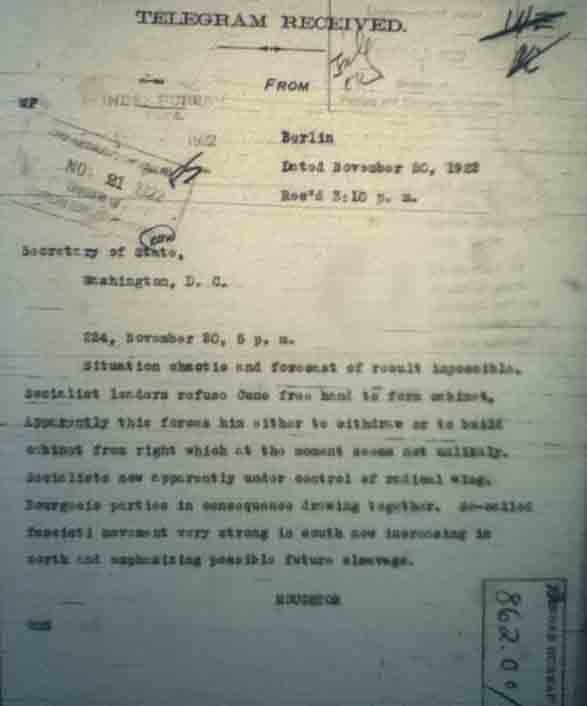 TELEGRAM RECEIVED.
FROM
MP
1922
Berlin
NO. 21 1922
Dated November 20, 1922
Rec'd 3:10 p. m.
Secretary of State,
Washington, D. C.
224, November 20, 5 p. m.
Situation chaotic and forecast of result impossible.
Socialist leaders refuse Cuno free hand to form cabinet.
Apparently this forces him either to withdraw or to build
cabinet from right which at the moment seems not unlikely.
Socialists now apparently under control of radical wing.
Bourgeois parties in consequence drawing together. So-called
fascisti movement very strong in south now increasing in
north and emphasizing possible future cleavage.
HOUGHTON
862.00/